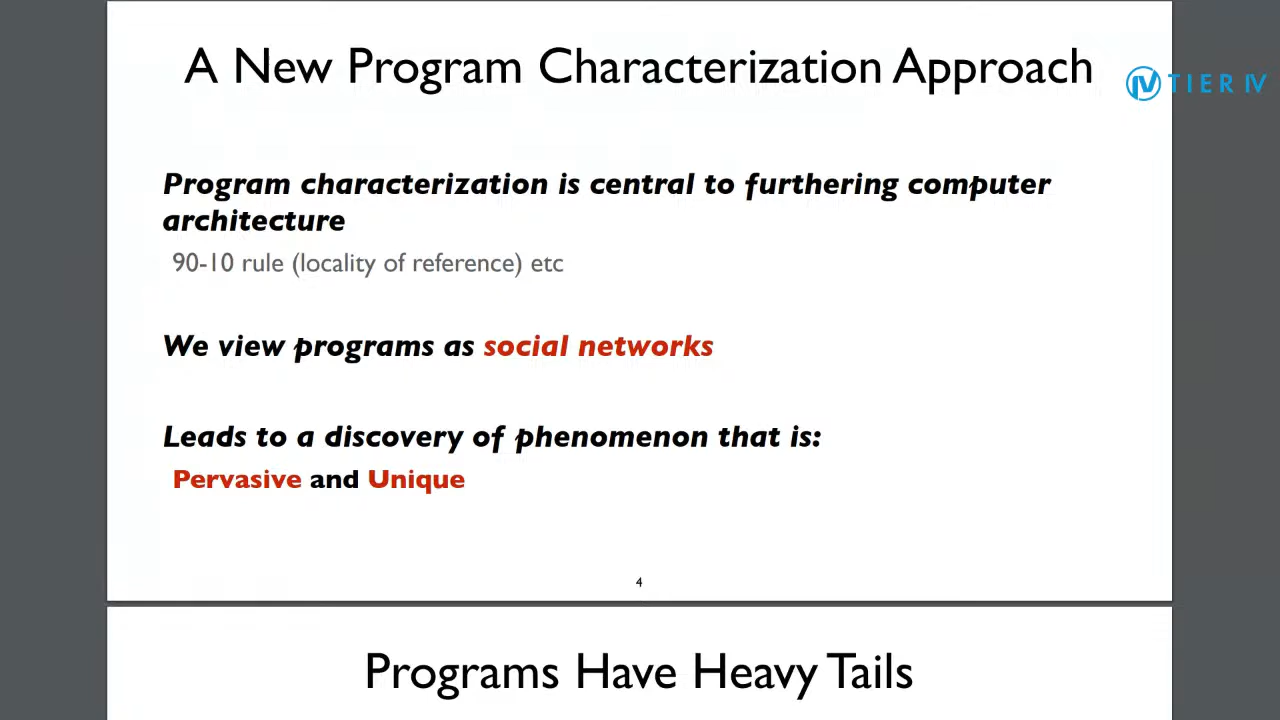 A New Program Characterization Approach
TIER IV
Program characterization is central to furthering computer
architecture
90-10 rule (locality of reference) etc
We view programs as social networks
Leads to a discovery of phenomenon that is:
Pervasive and Unique
4
Programs Have Heavy Tails